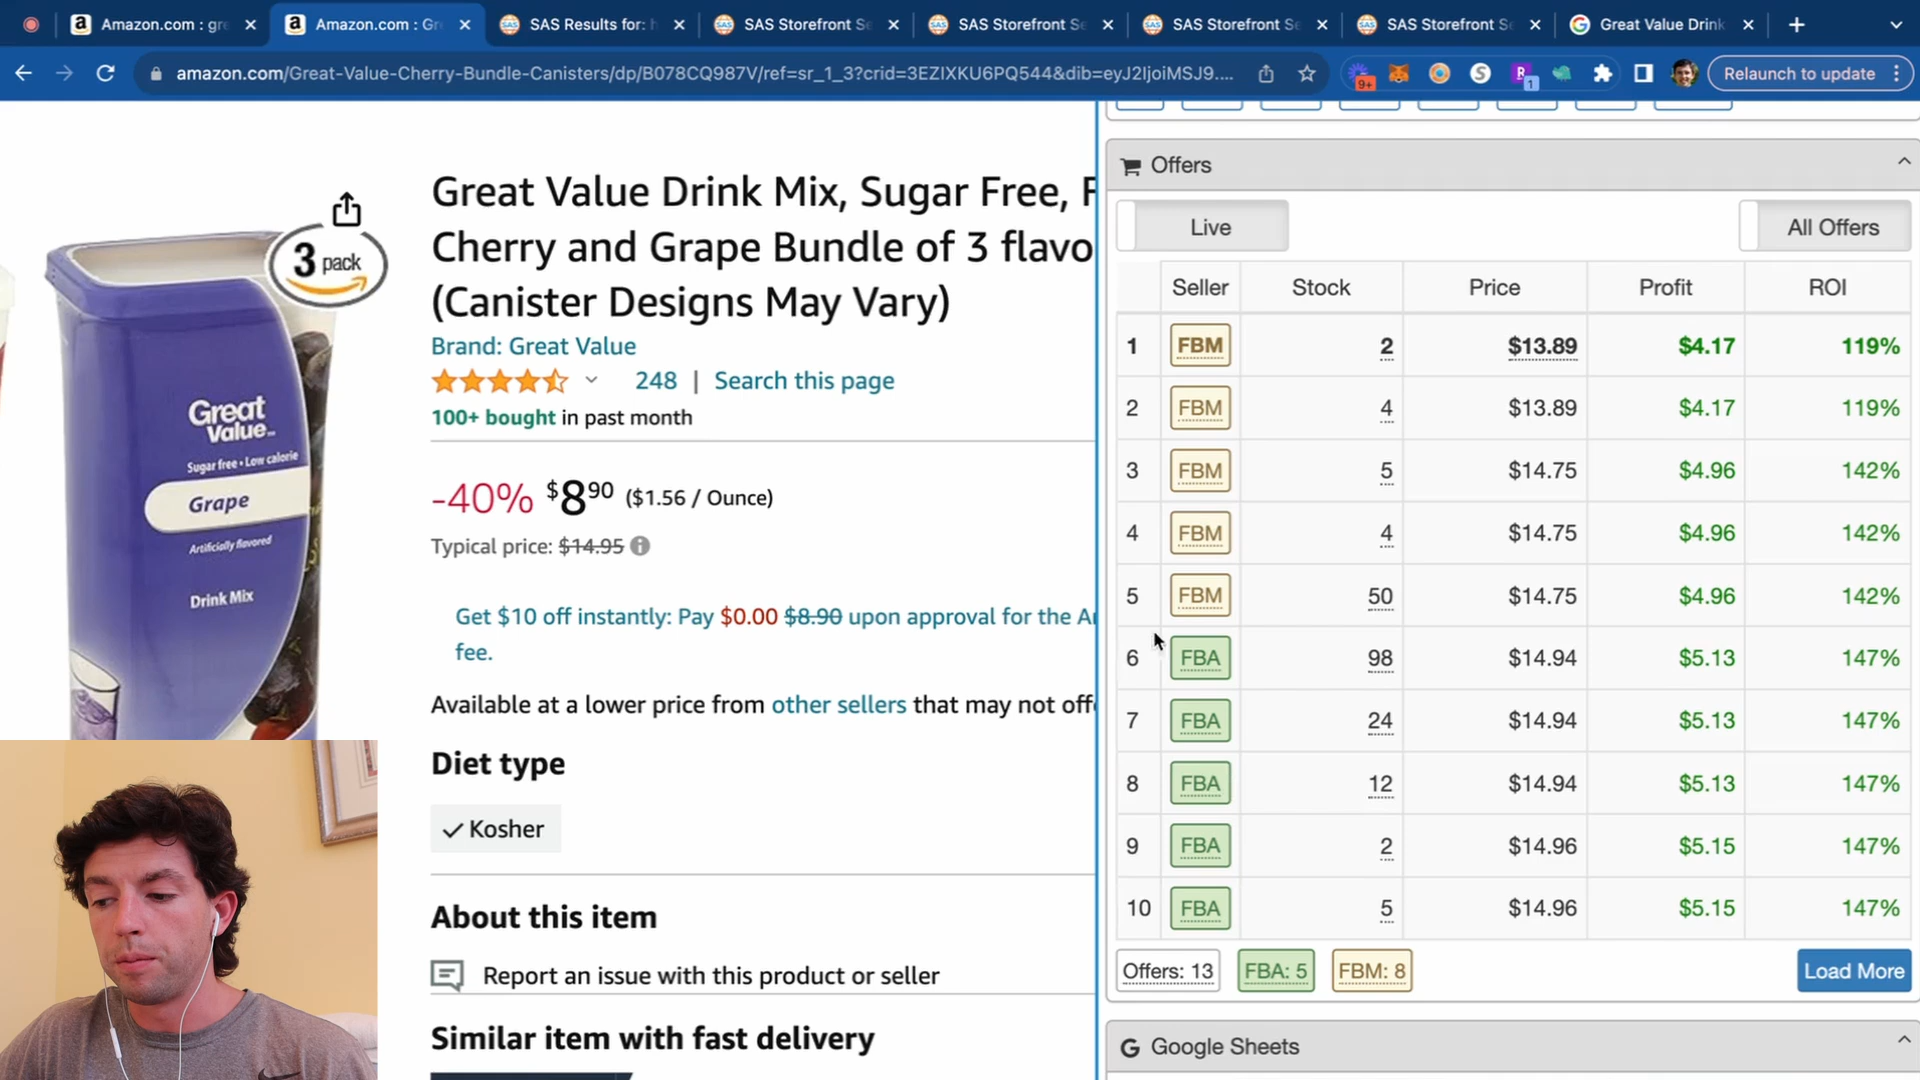 Amazon.com : gr
Amazon.com : Gr
SAS Results for: h
SAS Storefront Se
SAS Storefront Se
SAS Storefront Se
SAS Storefront S
Great Value Drink
amazon.com/Great-Value-Cherry-Bundle-Canisters/dp/B078CQ987V/ref=sr_1_3?crid=3EZIXKU6PQ544&dib=eyJ2IjoiMSJ9....
9+
1
Relaunch to update
3 pack
Great Value
Sugar free • Low calorie
Grape
Artificially flavored
Drink Mix
Great Value Drink Mix, Sugar Free, F
Cherry and Grape Bundle of 3 flavo
(Canister Designs May Vary)
Brand: Great Value
248 | Search this page
100+ bought in past month
-40% $8.90 ($1.56 / Ounce)
Typical price: $14.95
Get $10 off instantly: Pay $0.00 $8.90 upon approval for the A
fee.
Available at a lower price from other sellers that may not off
Diet type
Kosher
About this item
Report an issue with this product or seller
Similar item with fast delivery
Offers
Live
All Offers
Seller Stock Price Profit ROI
1 FBM 2 $13.89 $4.17 119%
2 FBM 4 $13.89 $4.17 119%
3 FBM 5 $14.75 $4.96 142%
4 FBM 4 $14.75 $4.96 142%
5 FBM 50 $14.75 $4.96 142%
6 FBA 98 $14.94 $5.13 147%
7 FBA 24 $14.94 $5.13 147%
8 FBA 12 $14.94 $5.13 147%
9 FBA 2 $14.96 $5.15 147%
10 FBA 5 $14.96 $5.15 147%
Offers: 13 FBA: 5 FBM: 8 Load More
Google Sheets